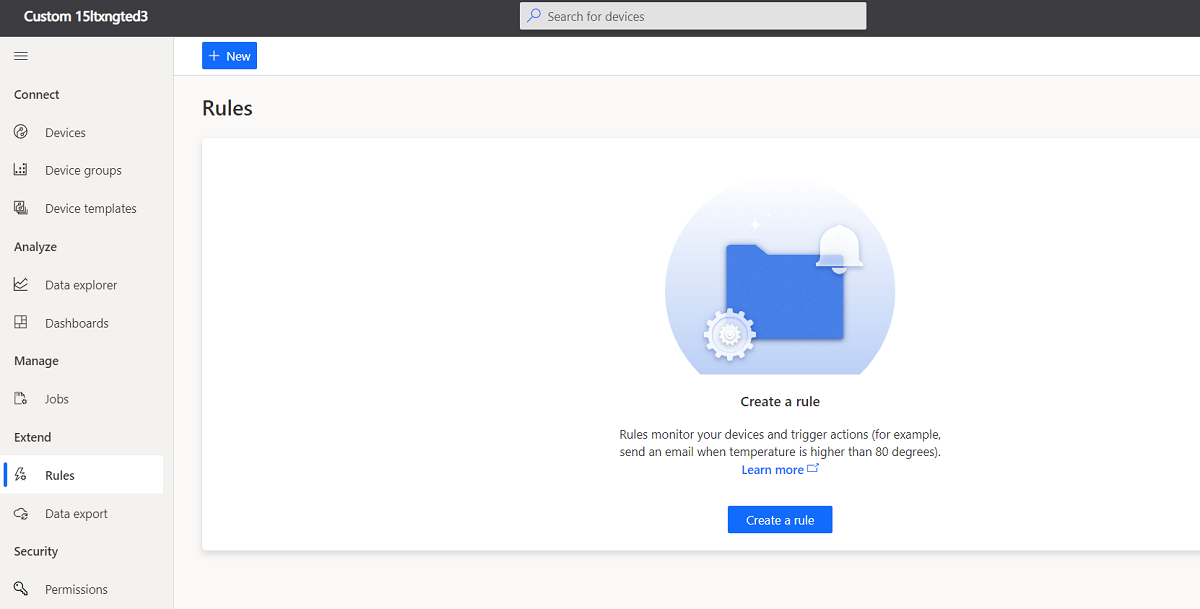 Custom 15ltxngted3
Search for devices
New
Connect
Devices
Device groups
Device templates
Analyze
Data explorer
Dashboards
Manage
Jobs
Extend
Rules
Data export
Security
Permissions
Rules
Create a rule
Rules monitor your devices and trigger actions (for example,
send an email when temperature is higher than 80 degrees).
Learn more
Create a rule